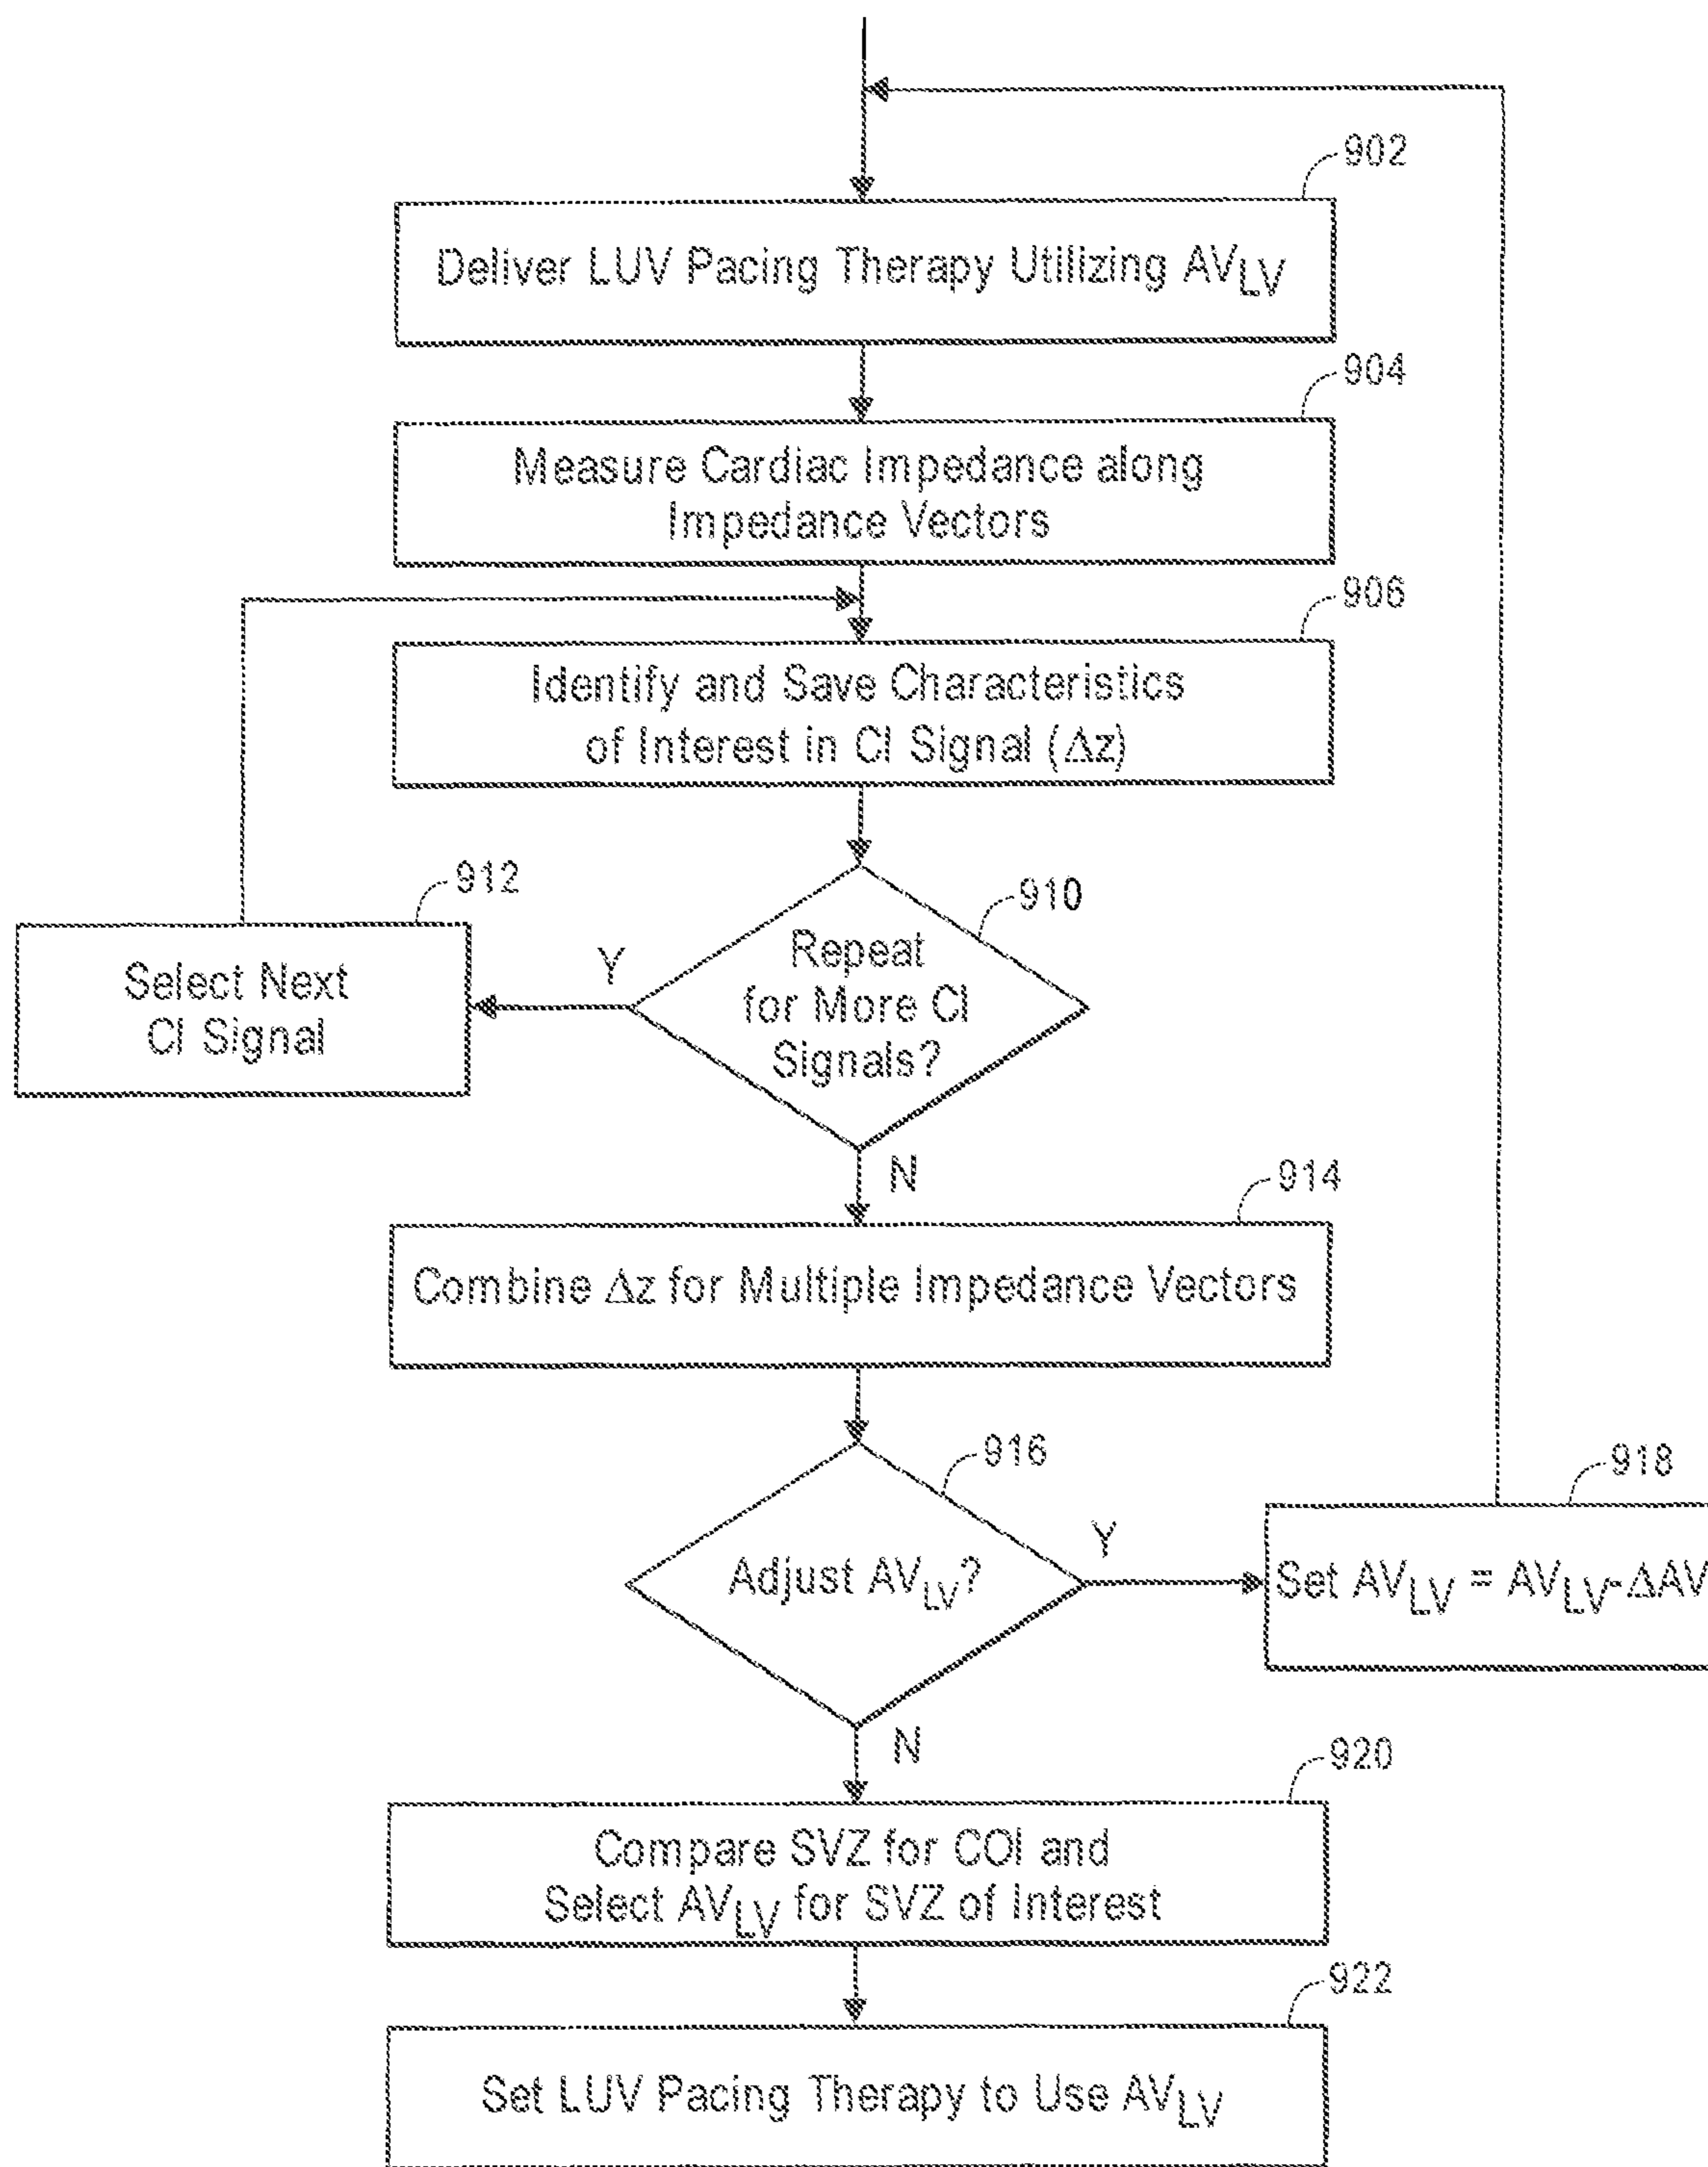 902
Deliver LUV Pacing Therapy Utilizing AVLV
904
Measure Cardiac Impedance along
Impedance Vectors
906
Identify and Save Characteristics
of Interest in CI Signal (Δz)
912
910
Select Next
CI Signal
Y
Repeat
for More CI
Signals?
N
914
Combine Δz for Multiple Impedance Vectors
916
918
Adjust AVLV?
Y
Set AVLV = AVLV-ΔAV
N
920
Compare SVZ for COI and
Select AVLV for SVZ of Interest
922
Set LUV Pacing Therapy to Use AVLV